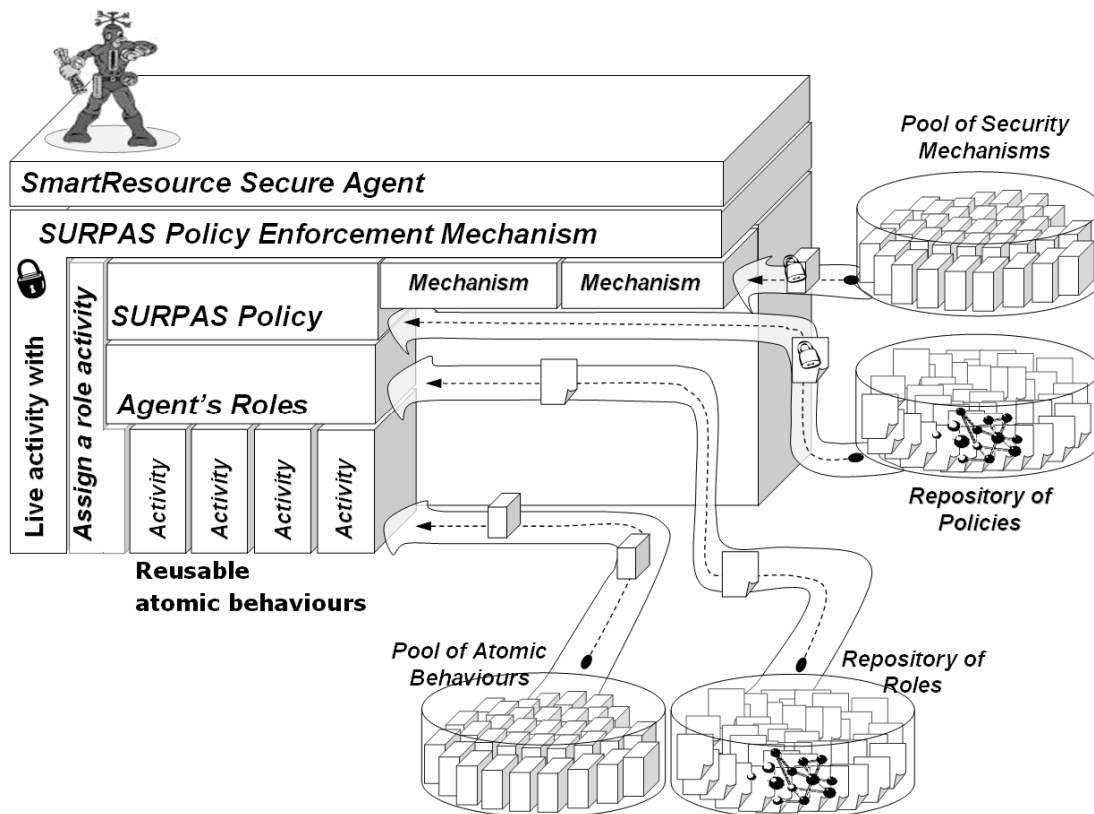 Pool of Security
Mechanisms
SmartResource Secure Agent
SURPAS Policy Enforcement Mechanism
Mechanism
Mechanism
Live activity with
Assign a role activity
SURPAS Policy
Agent's Roles
Activity
Activity
Activity
Activity
Repository of
Policies
Reusable
atomic behaviours
Pool of Atomic
Behaviours
Repository of
Roles